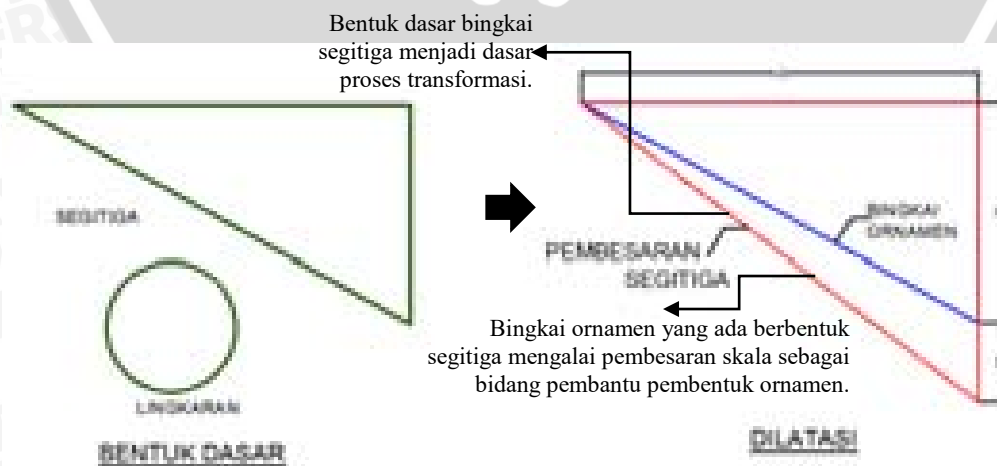 Bentuk dasar bingkai
segitiga menjadi dasar
proses transformasi.
SEGITIGA
LINGKARAN
BENTUK DASAR
BINGKAI
ORNAMEN
PEMBESARAN
SEGITIGA
Bingkai ornamen yang ada berbentuk
segitiga mengalai pembesaran skala sebagai
bidang pembantu pembentuk ornamen.
DILATASI